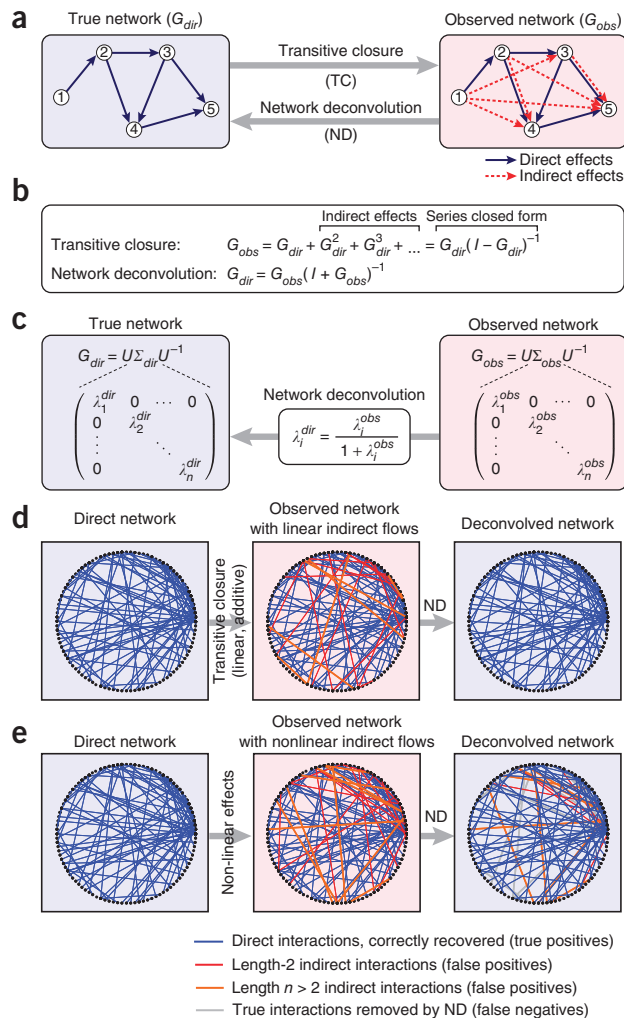 a
True network (G_dir)
Observed network (G_obs)
1
2
3
4
5
Transitive closure
(TC)
Network deconvolution
(ND)
1
2
3
4
5
Direct effects
Indirect effects
b
Indirect effects
Series closed form
Transitive closure: G_obs = G_dir + G_dir^2 + G_dir^3 + ... = G_dir(I – G_dir)^–1
Network deconvolution: G_dir = G_obs(I + G_obs)^–1
c
True network
Observed network
G_dir = UΣ_dirU^–1
λ_1^dir 0 ··· 0
0 λ_2^dir
⋮ ⋱
0 λ_n^dir
Network deconvolution
λ_i^dir = λ_i^obs / 1 + λ_i^obs
G_obs = UΣ_obsU^–1
λ_1^obs 0 ··· 0
0 λ_2^obs
⋮ ⋱
0 λ_n^obs
d
Direct network
Transitive closure
(linear, additive)
Observed network
with linear indirect flows
ND
Deconvolved network
e
Direct network
Non-linear effects
Observed network
with nonlinear indirect flows
ND
Deconvolved network
Direct interactions, correctly recovered (true positives)
Length-2 indirect interactions (false positives)
Length n > 2 indirect interactions (false positives)
True interactions removed by ND (false negatives)